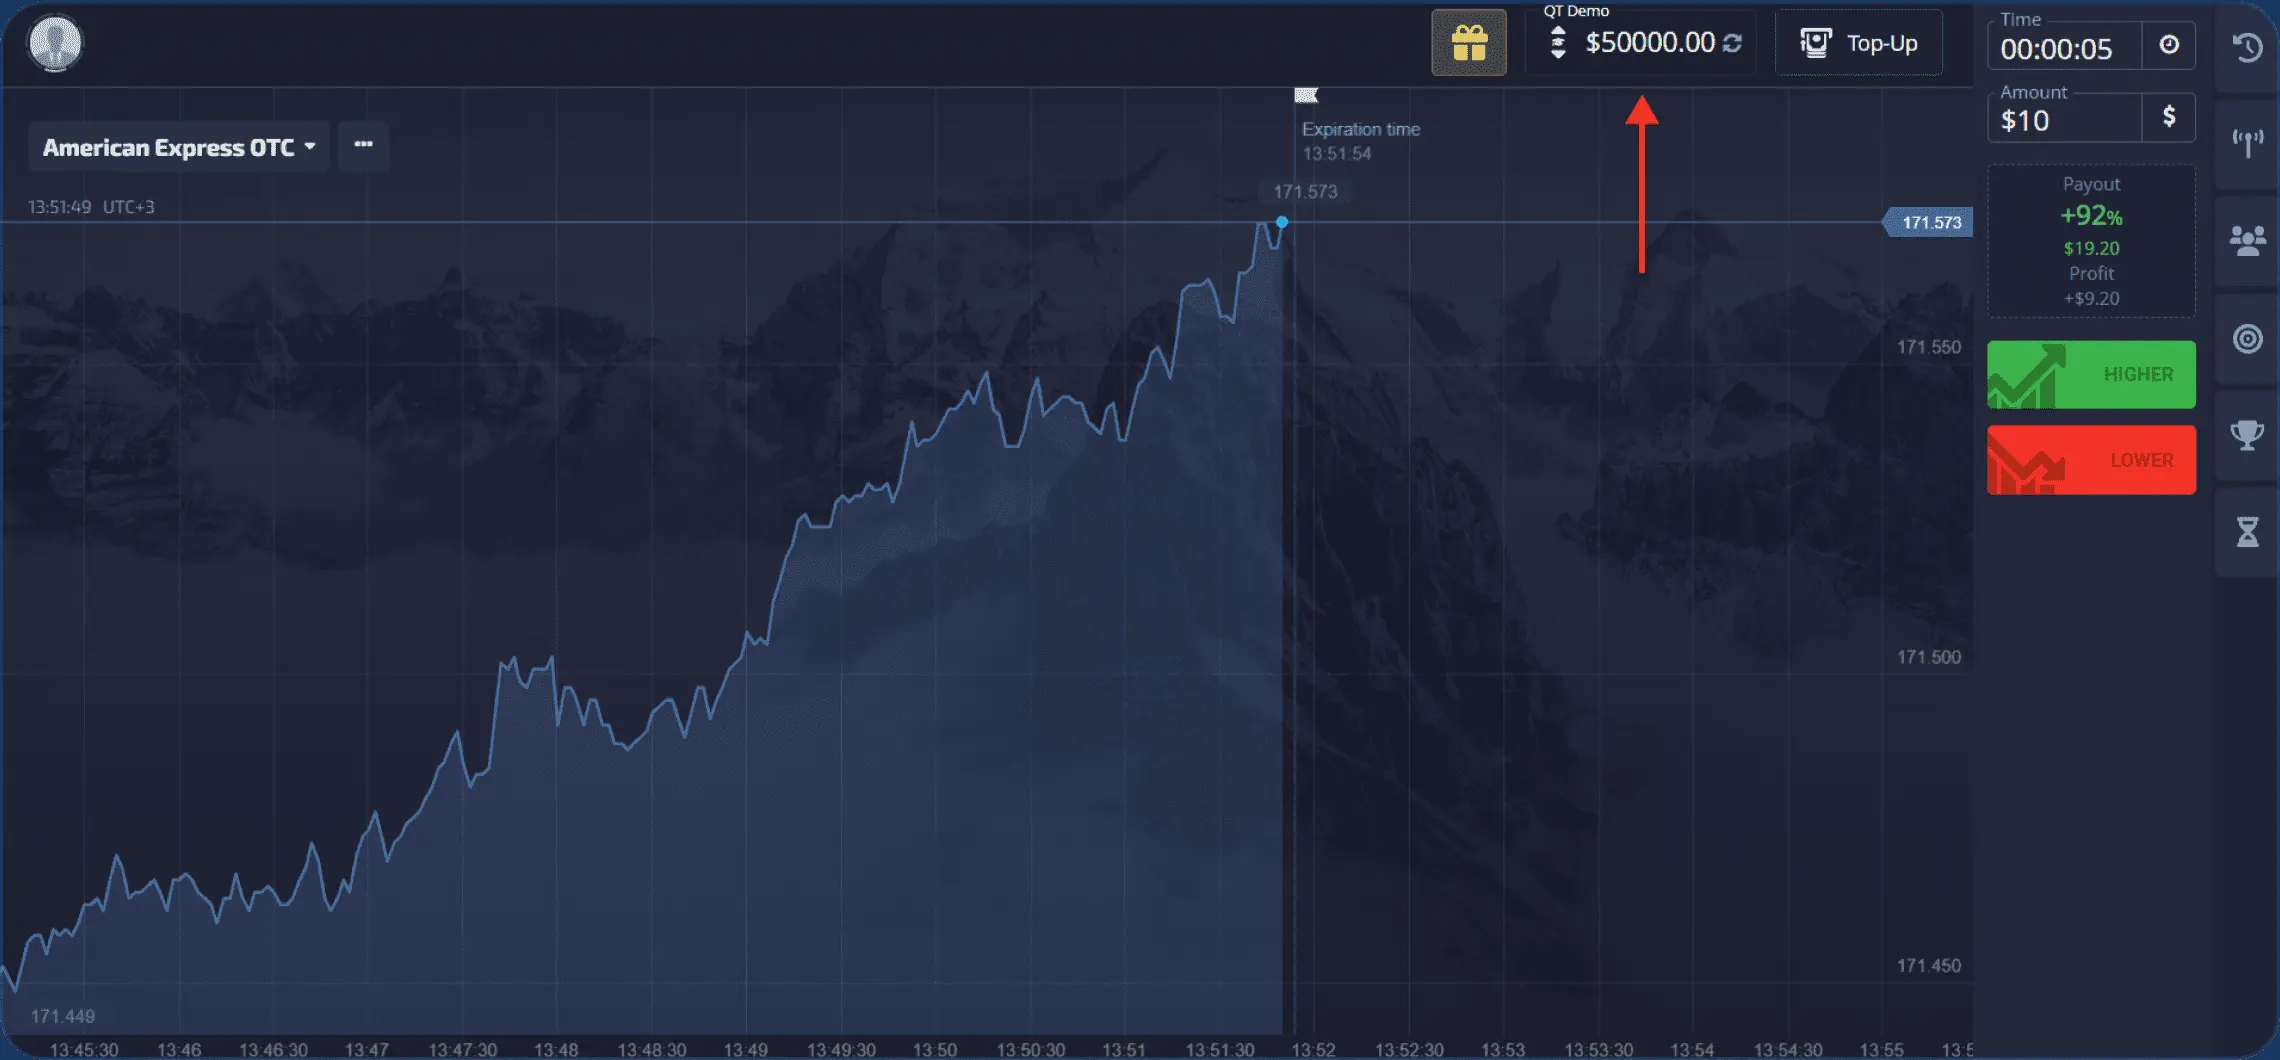 QT Demo
$50000.00
Top-Up
Time
00:00:05
Amount
$10
$
Expiration time
13:51:54
American Express OTC
171.573
13:51:49 UTC+3
171.573
Payout
+92%
$19.20
Profit
+$9.20
171.550
HIGHER
LOWER
171.500
171.450
171.449
13:45:30 13:46 13:46:30 13:47 13:47:30 13:48 13:48:30 13:49 13:49:30 13:50 13:50:30 13:51 13:51:30 13:52 13:52:30 13:53 13:53:30 13:54 13:54:30 13:55